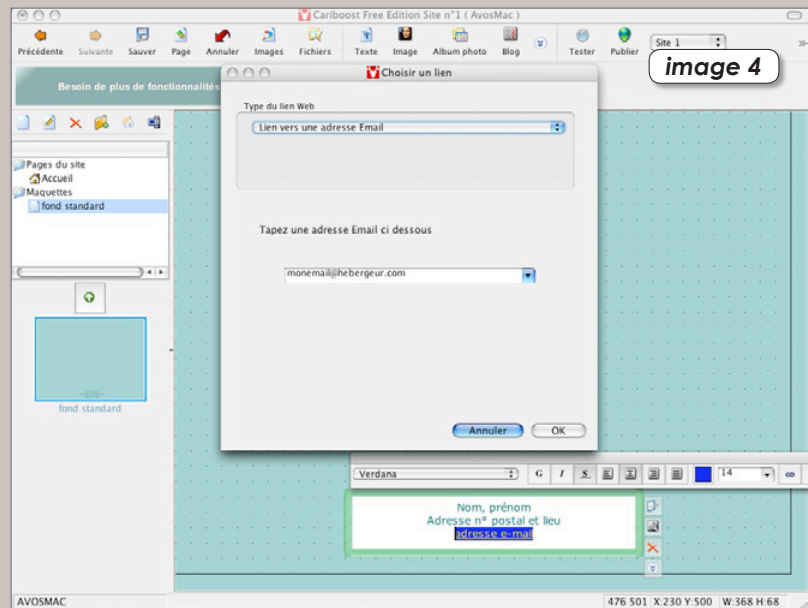 Cariboost Free Edition Site n°1 ( AvosMac )
Précédente Suivante Sauver Page Annuler Images Fichiers Texte Image Album photo Blog Tester Publier
Site 1
image 4
Besoin de plus de fonctionnalités
Choisir un lien
Type du lien Web
Lien vers une adresse Email
Tapez une adresse Email ci dessous
monemail@hebergeur.com
Annuler OK
Pages du site
Accueil
Maquettes
fond standard
fond standard
Verdana G I S 14
Nom, prénom
Adresse n° postal et lieu
adresse e-mail
AVOSMAC 476 501 X:230 Y:500 W:368 H:68